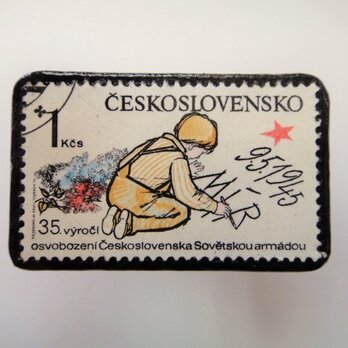 ČESKOSLOVENSKO
1 Kčs
9.5.1945
MÍR
35. výročí
osvobození Československa Sovětskou armádou